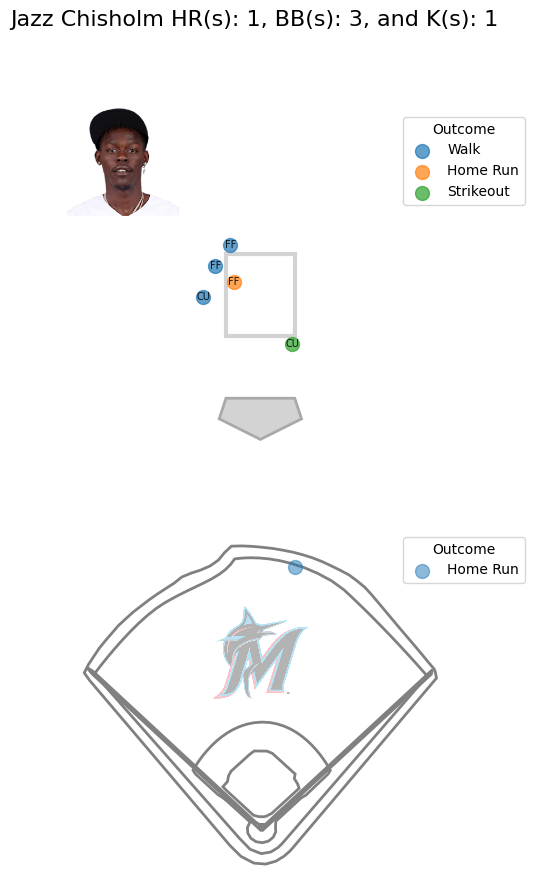 Jazz Chisholm HR(s): 1, BB(s): 3, and K(s): 1
Outcome
Walk
Home Run
Strikeout
FF
FF
FF
CU
CU
Outcome
Home Run
M